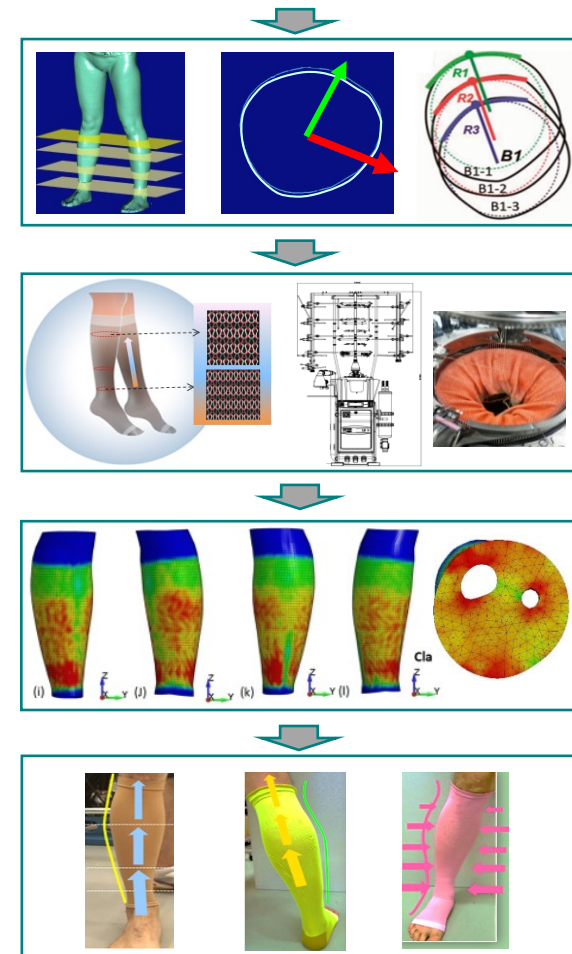 R1
R2
R3
B1
B1-1
B1-2
B1-3
Cla
(i)
Z
X
Y
(J)
Z
X
Y
(k)
Z
X
Y
(l)
Z
X
Y